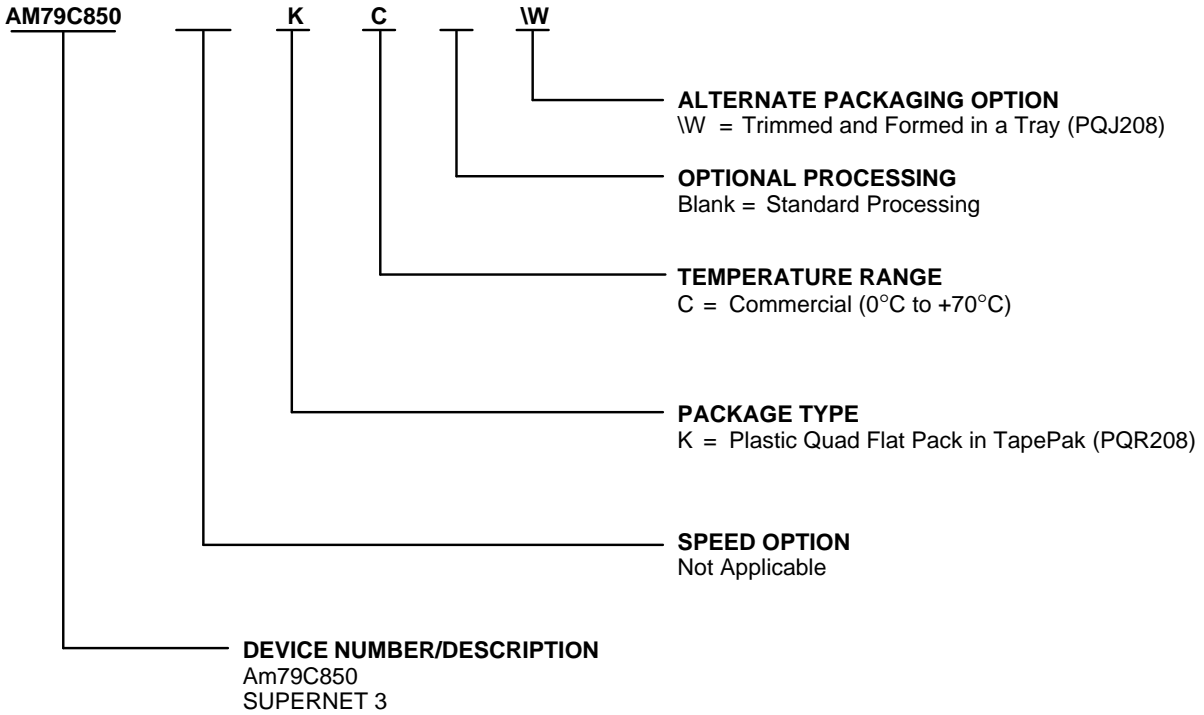 AM79C850 K C \W
ALTERNATE PACKAGING OPTION
\W = Trimmed and Formed in a Tray (PQJ208)
OPTIONAL PROCESSING
Blank = Standard Processing
TEMPERATURE RANGE
C = Commercial (0°C to +70°C)
PACKAGE TYPE
K = Plastic Quad Flat Pack in TapePak (PQR208)
SPEED OPTION
Not Applicable
DEVICE NUMBER/DESCRIPTION
Am79C850
SUPERNET 3